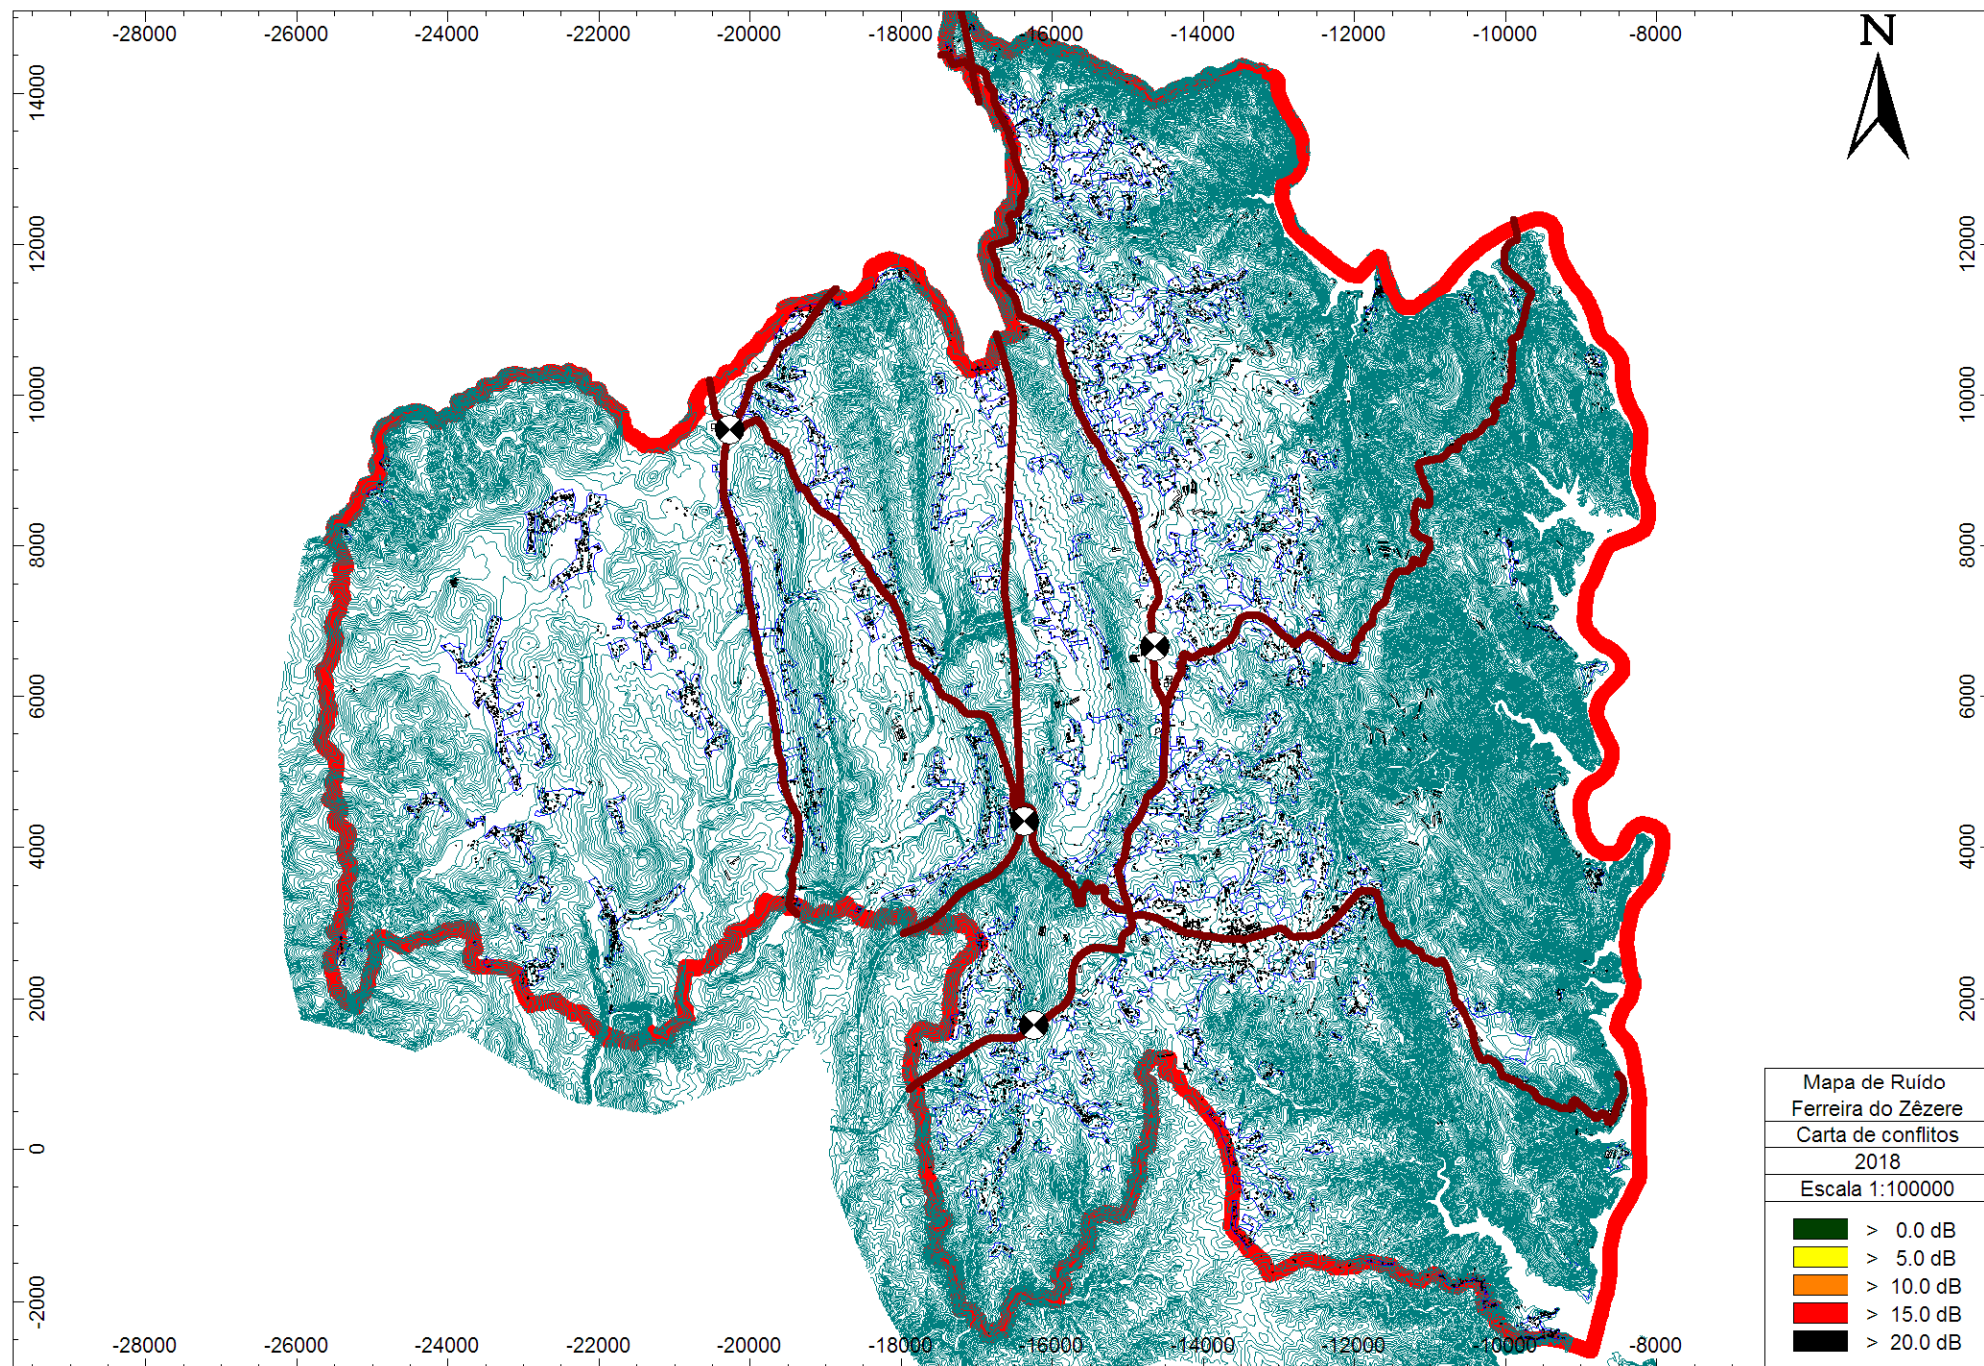 -28000 -26000 -24000 -22000 -20000 -18000 -16000 -14000 -12000 -10000 -8000
N
14000
12000 12000
10000 10000
8000 8000
6000 6000
4000 4000
2000 2000
0 0
-2000 -2000
-28000 -26000 -24000 -22000 -20000 -18000 -16000 -14000 -12000 -10000 -8000
Mapa de Ruído
Ferreira do Zêzere
Carta de conflitos
2018
Escala 1:100000
> 0.0 dB
> 5.0 dB
> 10.0 dB
> 15.0 dB
> 20.0 dB